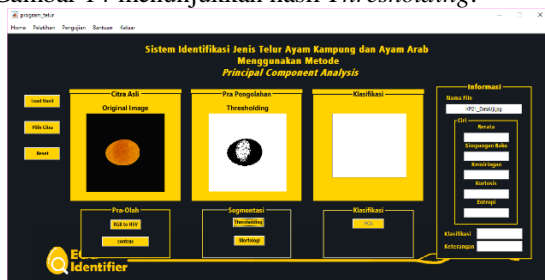 Gambar 14 menunjukkan hasil Thresholding.
program_telur
Home Pelatihan Pengujian Bantuan Keluar
Sistem Identifikasi Jenis Telur Ayam Kampung dan Ayam Arab
Menggunakan Metode
Principal Component Analysis
Citra Asli
Original Image
Pra Pengolahan
Thresholding
Klasifikasi
Informasi
Nama File
Ciri
Rerata
Simpangan Baku
Kemiringan
Kurtosis
Entropi
Klasifikasi
Keterangan
Load Hasil
Pilih Citra
Reset
Pra-Olah
RGB to HSV
contras
Segmentasi
Thresholding
Morfologi
Klasifikasi
PCA
Identifier